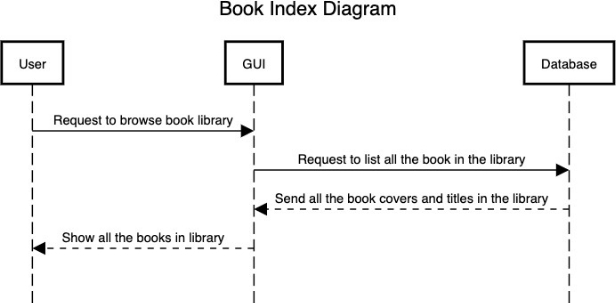 Book Index Diagram
User
GUI
Database
Request to browse book library
Request to list all the book in the library
Send all the book covers and titles in the library
Show all the books in library